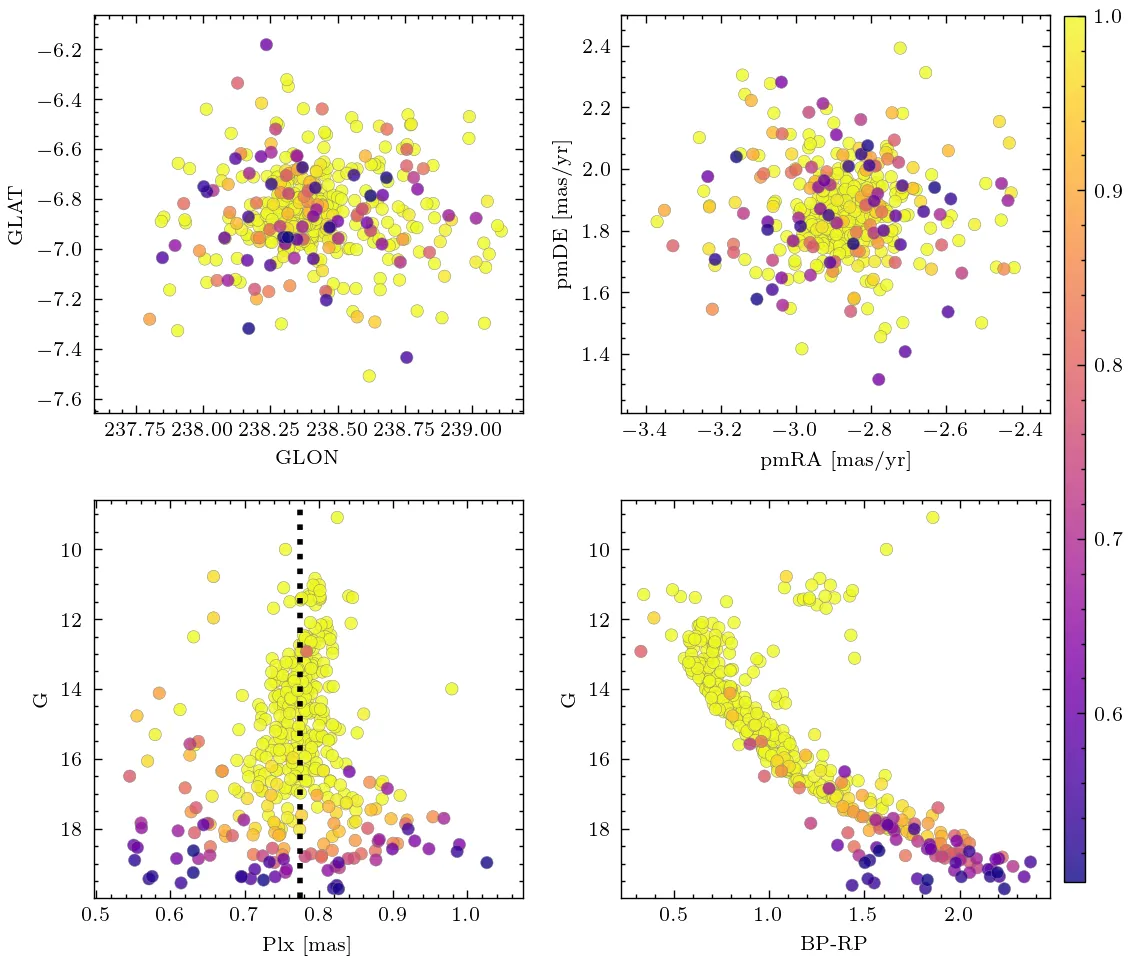 −6.2
−6.4
−6.6
−6.8
−7.0
−7.2
−7.4
−7.6
GLAT
237.75 238.00 238.25 238.50 238.75 239.00
GLON
2.4
2.2
2.0
1.8
1.6
1.4
pmDE [mas/yr]
−3.4 −3.2 −3.0 −2.8 −2.6 −2.4
pmRA [mas/yr]
1.0
0.9
0.8
0.7
0.6
10
12
14
16
18
G
0.5 0.6 0.7 0.8 0.9 1.0
Plx [mas]
10
12
14
16
18
G
0.5 1.0 1.5 2.0
BP-RP